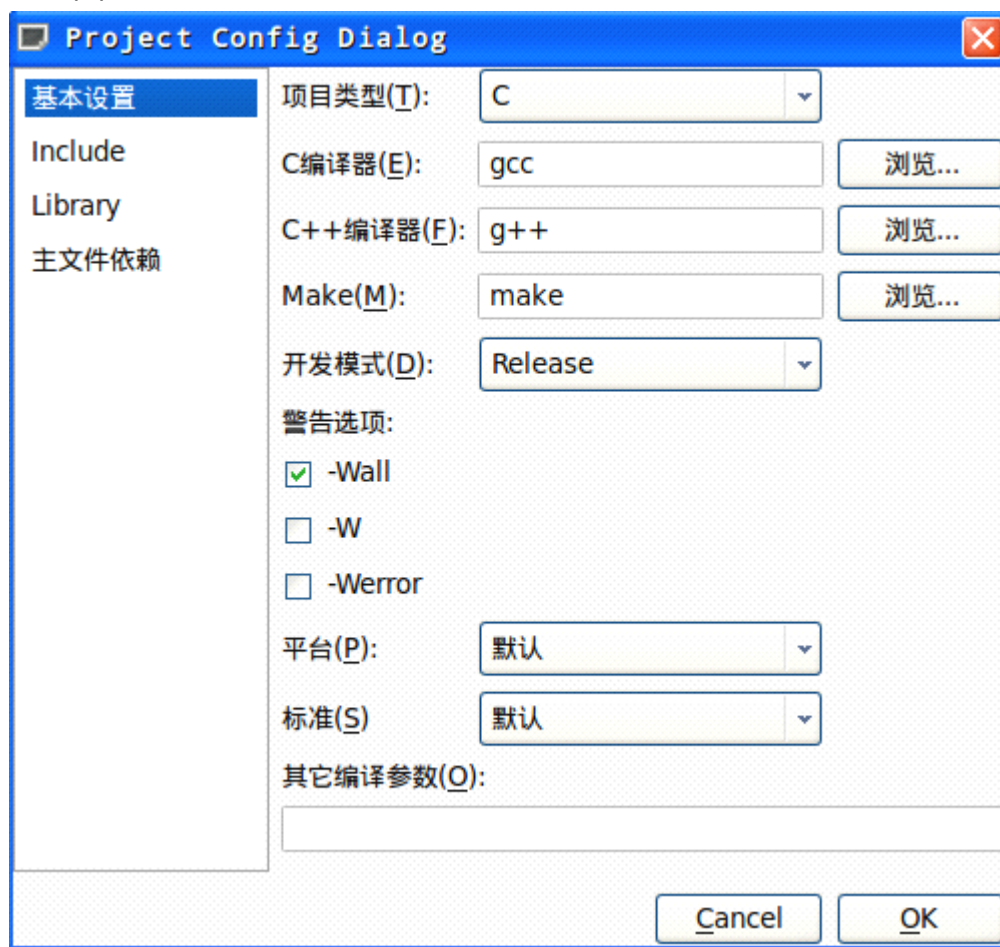 Project Config Dialog
基本设置
Include
Library
主文件依赖
项目类型(T): C
C编译器(E): gcc 浏览...
C++编译器(F): g++ 浏览...
Make(M): make 浏览...
开发模式(D): Release
警告选项:
-Wall
-W
-Werror
平台(P): 默认
标准(S) 默认
其它编译参数(O):
Cancel OK